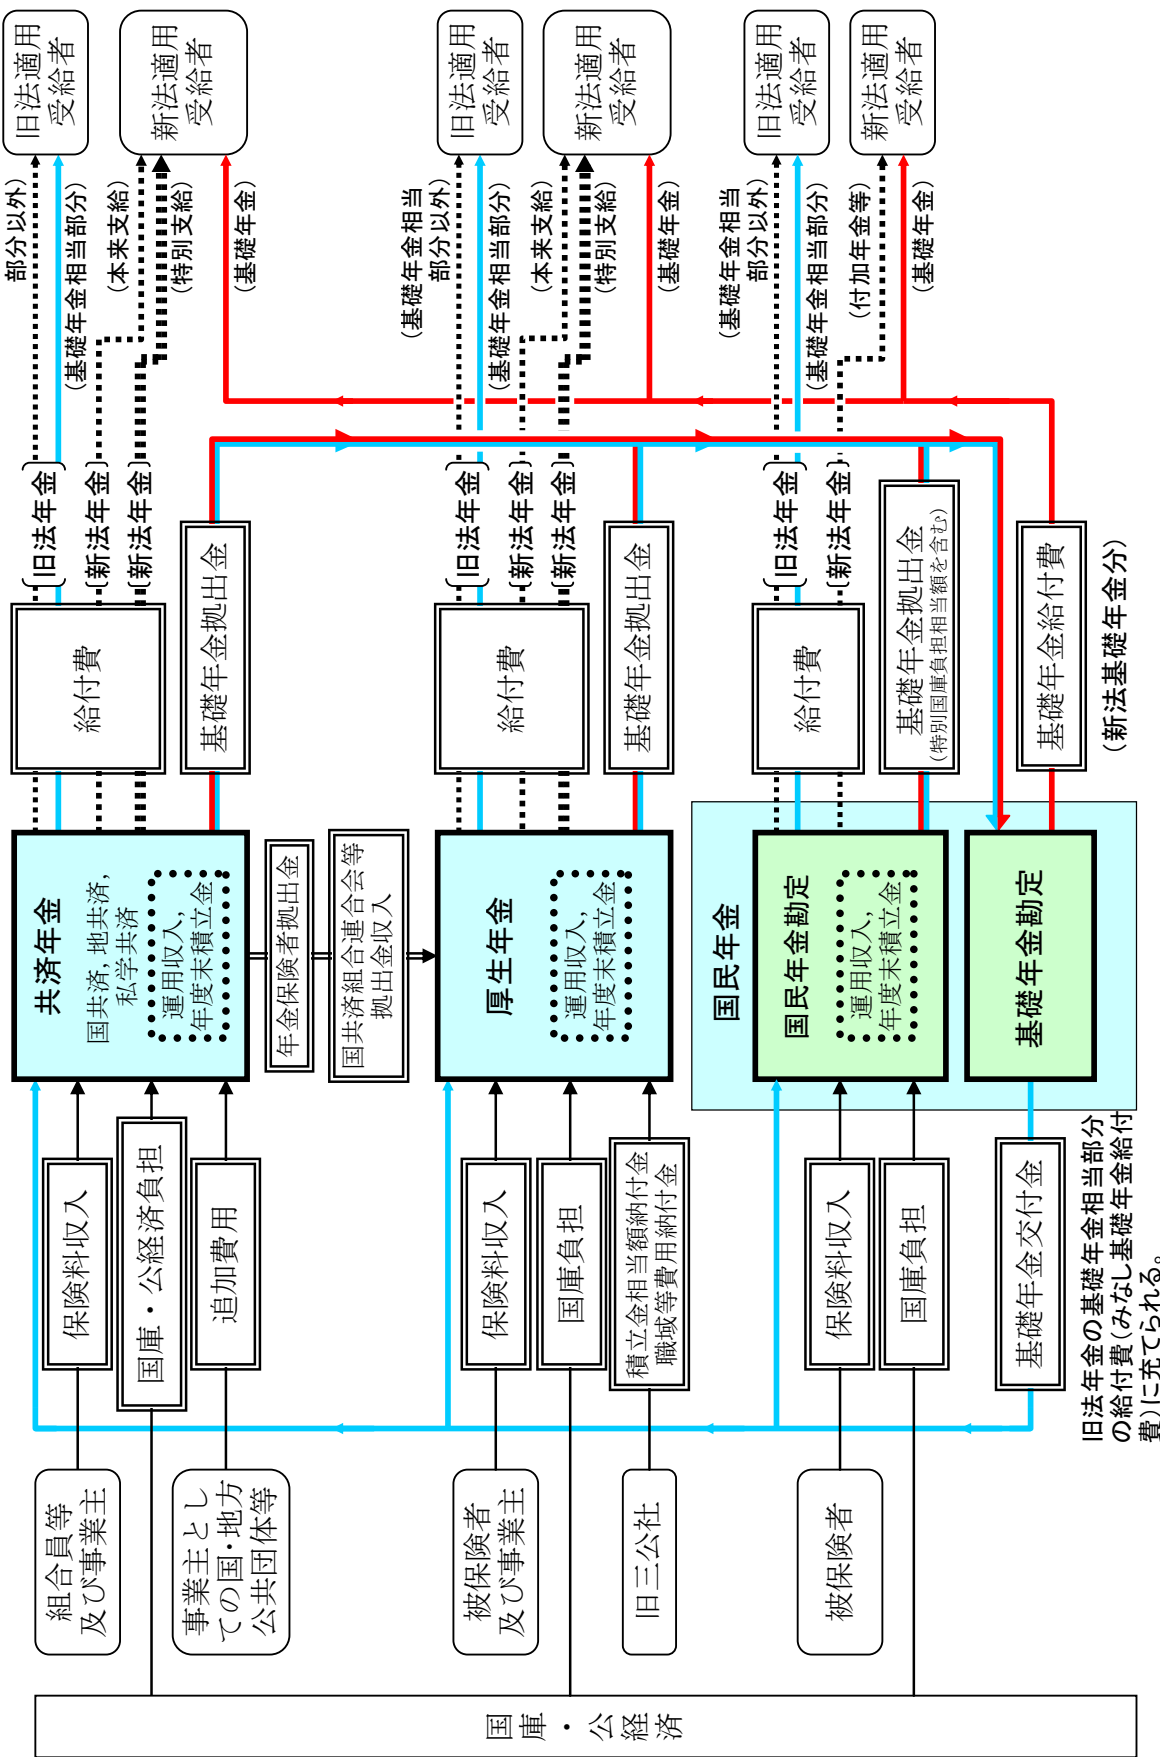 国庫・公経済
組合員等
及び事業主
事業主とし
ての国・地方
公共団体等
被保険者
及び事業主
旧三公社
被保険者
保険料収入
国庫・公経済負担
追加費用
保険料収入
国庫負担
積立金相当額納付金
職域等費用納付金
保険料収入
国庫負担
基礎年金交付金
旧法年金の基礎年金相当部分
の給付費(みなし基礎年金給付
費)に充てられる。
共済年金
国共済, 地共済,
私学共済
運用収入,
年度末積立金
年金保険者拠出金
国共済組合連合会等
拠出金収入
厚生年金
運用収入,
年度末積立金
国民年金
国民年金勘定
運用収入,
年度末積立金
基礎年金勘定
給付費
基礎年金拠出金
給付費
基礎年金拠出金
給付費
基礎年金拠出金
(特別国庫負担相当額を含む)
基礎年金給付費
(新法基礎年金分)
旧法年金
新法年金
新法年金
旧法年金
新法年金
新法年金
旧法年金
新法年金
部分以外)
(基礎年金相当部分)
(本来支給)
(特別支給)
(基礎年金)
(基礎年金相当
部分以外)
(基礎年金相当部分)
(本来支給)
(特別支給)
(基礎年金)
(基礎年金相当
部分以外)
(基礎年金相当部分)
(付加年金等)
(基礎年金)
旧法適用
受給者
新法適用
受給者
旧法適用
受給者
新法適用
受給者
旧法適用
受給者
新法適用
受給者